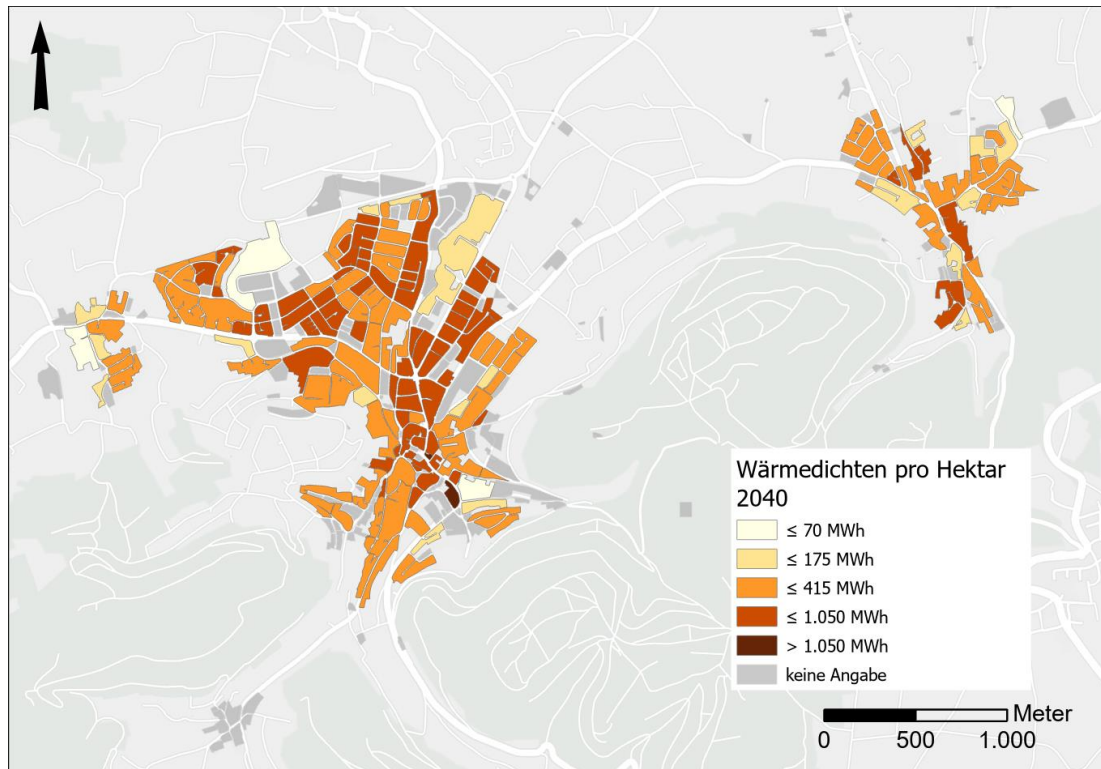 Wärmedichten pro Hektar
2040
≤ 70 MWh
≤ 175 MWh
≤ 415 MWh
≤ 1.050 MWh
> 1.050 MWh
keine Angabe
Meter
0 500 1.000